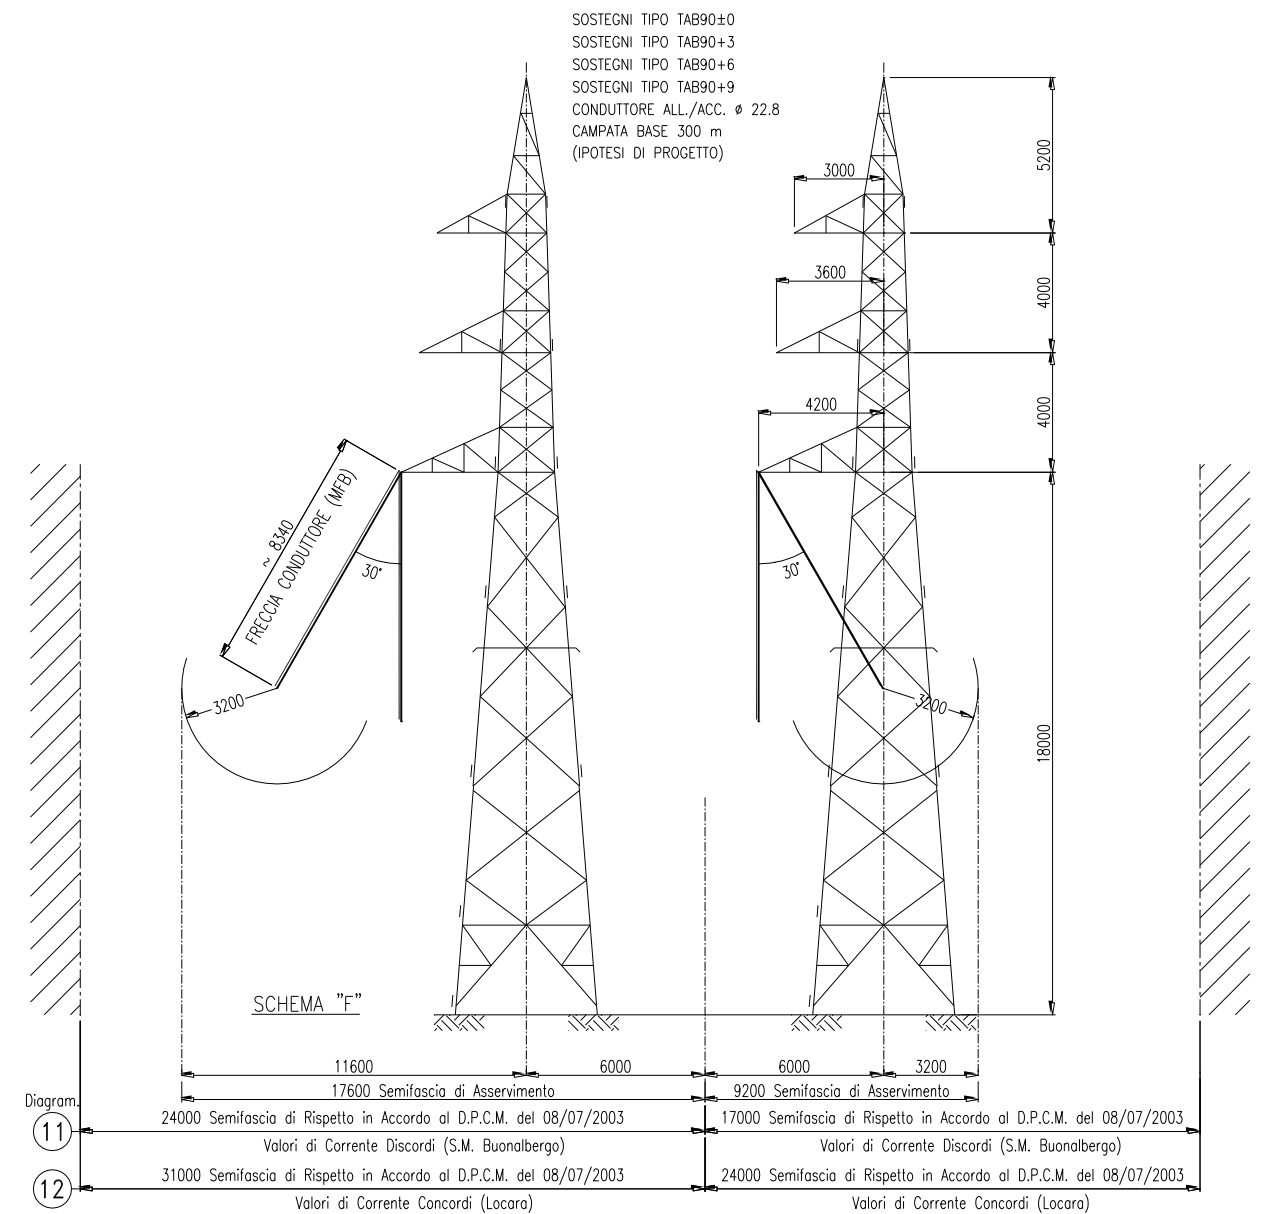 SOSTEGNI TIPO TAB90±0
SOSTEGNI TIPO TAB90+3
SOSTEGNI TIPO TAB90+6
SOSTEGNI TIPO TAB90+9
CONDUTTORE ALL./ACC. ø 22.8
CAMPATA BASE 300 m
(IPOTESI DI PROGETTO)
3000
5200
3600
4000
4200
4000
~ 8340
FRECCIA CONDUTTORE (MFB)
30°
30°
3200
3200
18000
SCHEMA "F"
11600
6000
6000
3200
17600 Semifascia di Asservimento
9200 Semifascia di Asservimento
Diagram.
11
24000 Semifascia di Rispetto in Accordo al D.P.C.M. del 08/07/2003
17000 Semifascia di Rispetto in Accordo al D.P.C.M. del 08/07/2003
Valori di Corrente Discordi (S.M. Buonalbergo)
Valori di Corrente Discordi (S.M. Buonalbergo)
12
31000 Semifascia di Rispetto in Accordo al D.P.C.M. del 08/07/2003
24000 Semifascia di Rispetto in Accordo al D.P.C.M. del 08/07/2003
Valori di Corrente Concordi (Locara)
Valori di Corrente Concordi (Locara)